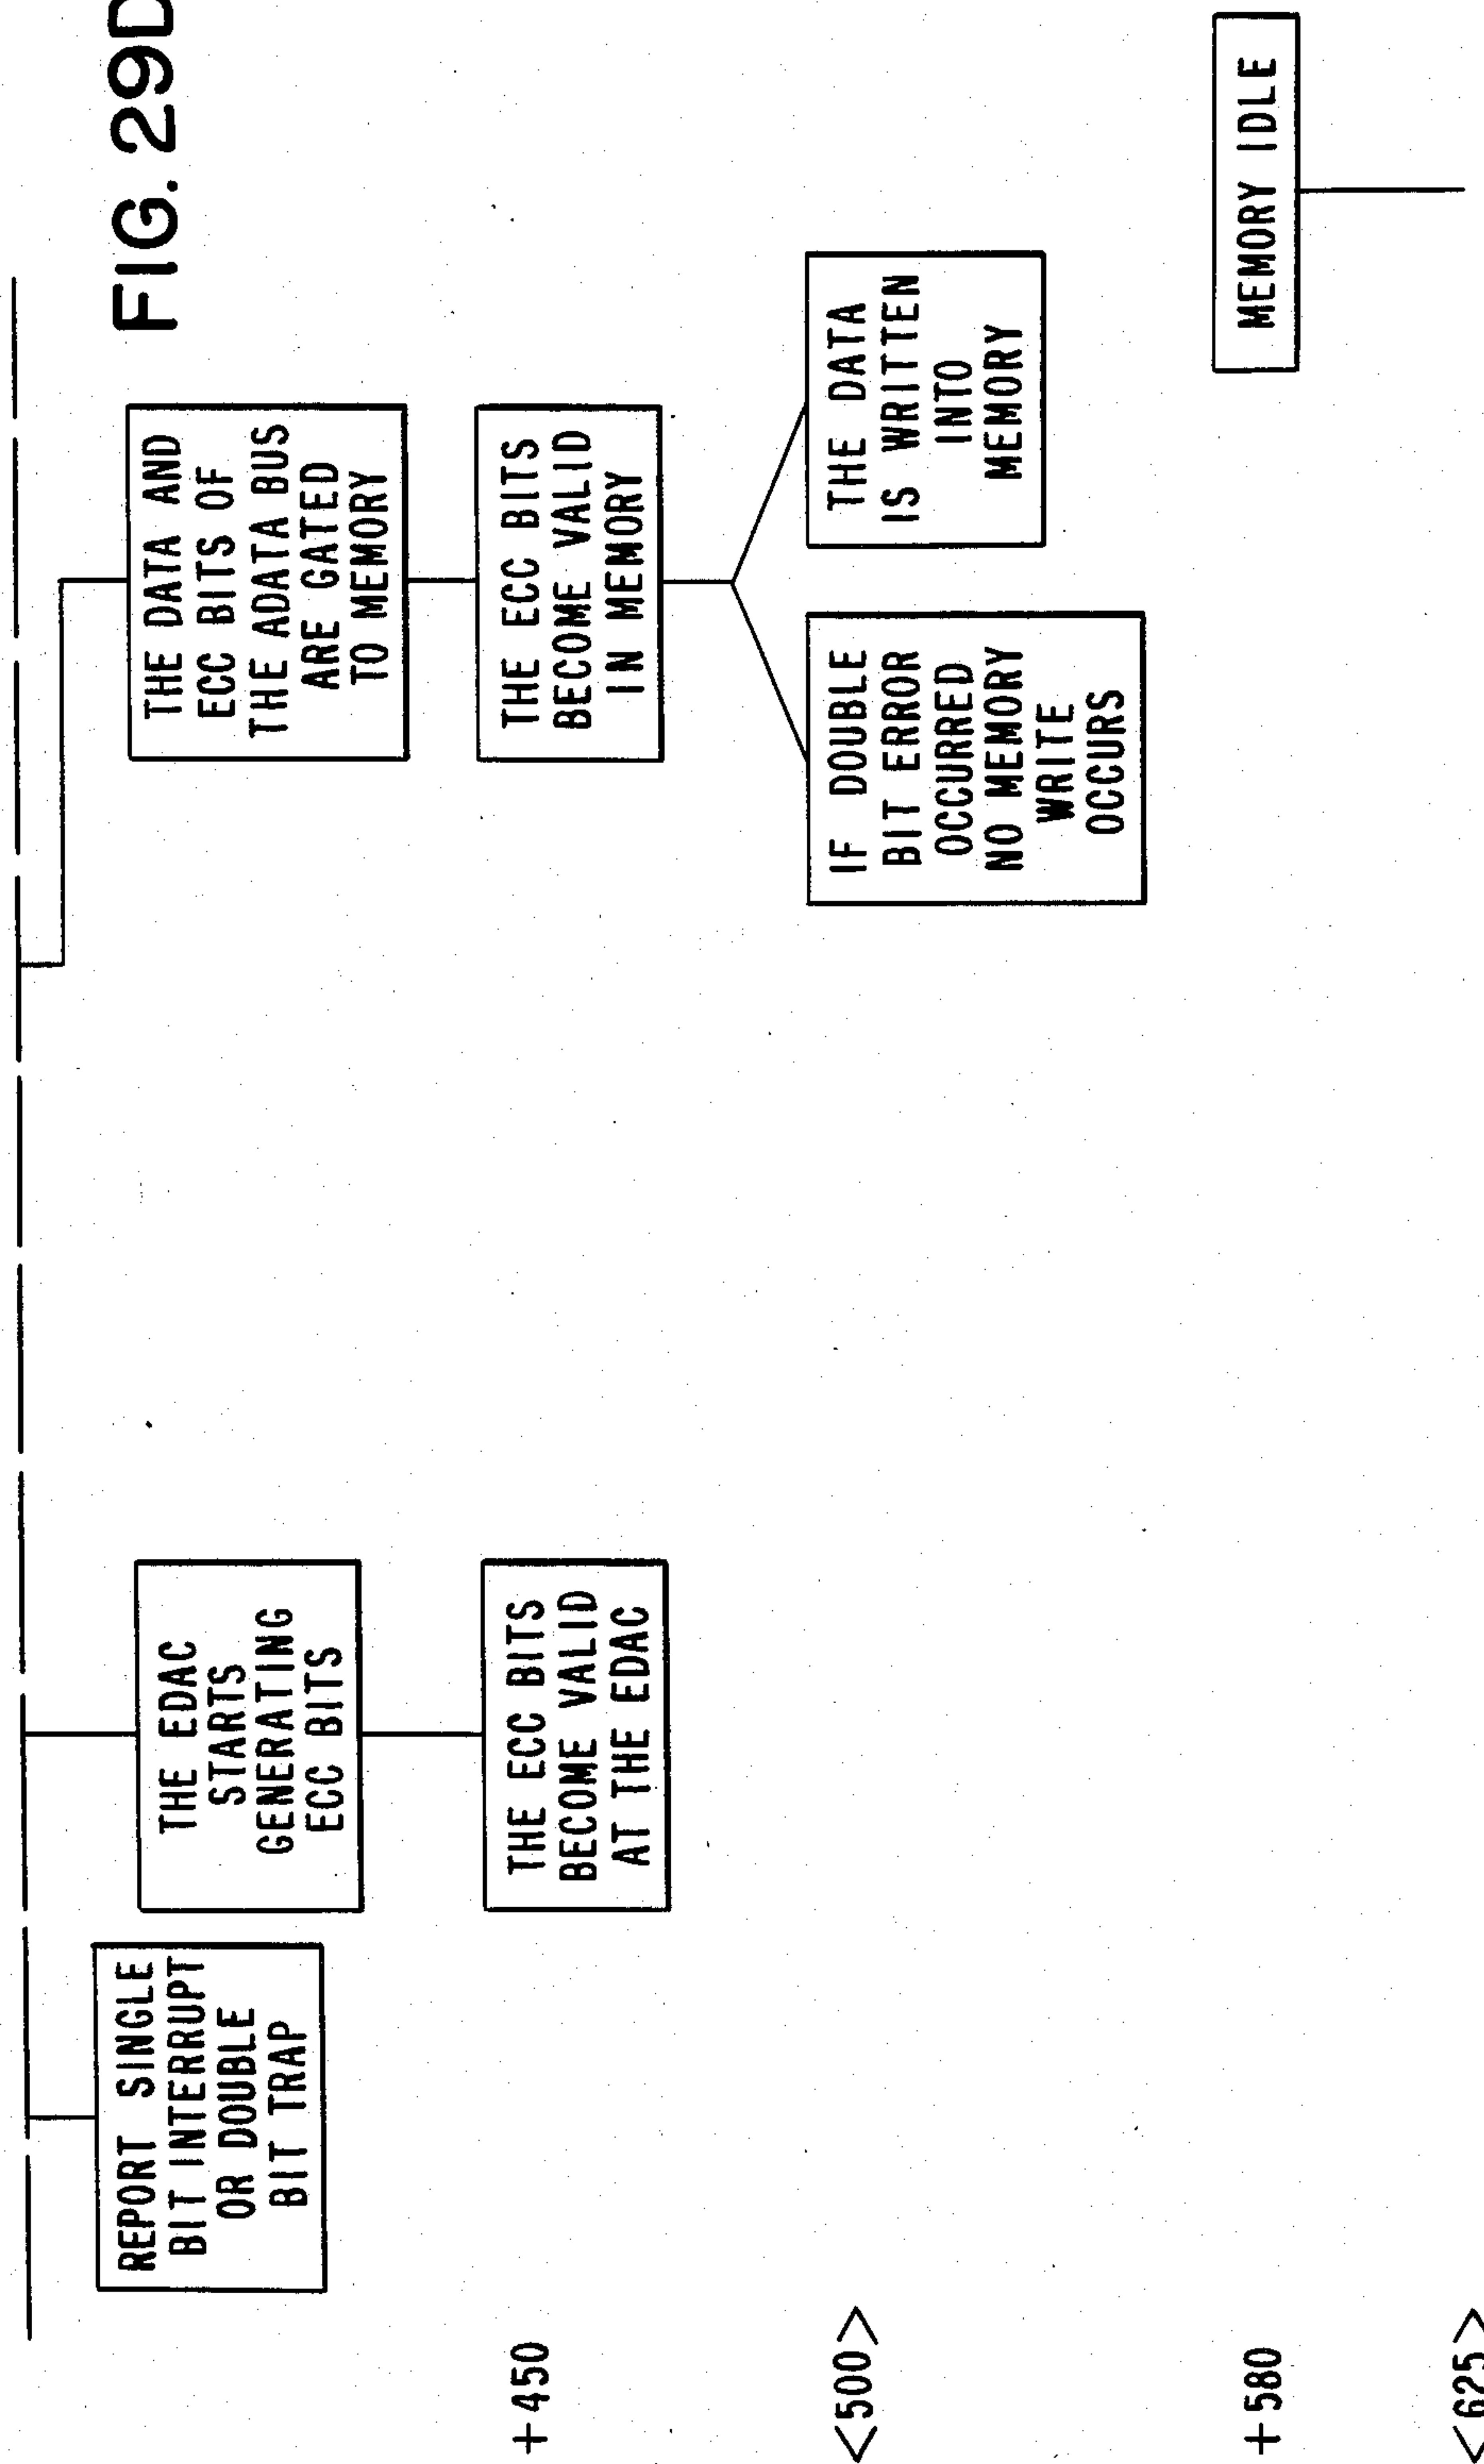 FIG. 29D
REPORT SINGLE
BIT INTERRUPT
OR DOUBLE
BIT TRAP
THE EDAC
STARTS
GENERATING
ECC BITS
THE DATA AND
ECC BITS OF
THE ADATA BUS
ARE GATED
TO MEMORY
+450
THE ECC BITS
BECOME VALID
AT THE EDAC
THE ECC BITS
BECOME VALID
IN MEMORY
<500>
IF DOUBLE
BIT ERROR
OCCURRED
NO MEMORY
WRITE
OCCURS
THE DATA
IS WRITTEN
INTO
MEMORY
+580
MEMORY IDLE
<625>